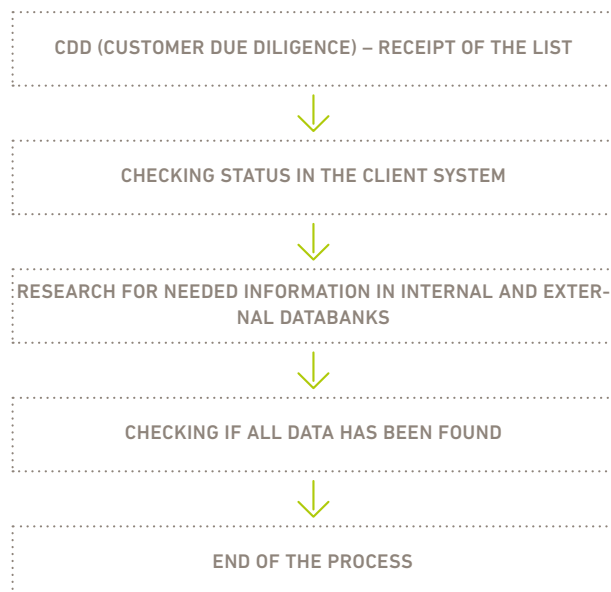 CDD (CUSTOMER DUE DILIGENCE) – RECEIPT OF THE LIST
CHECKING STATUS IN THE CLIENT SYSTEM
RESEARCH FOR NEEDED INFORMATION IN INTERNAL AND EXTER-
NAL DATABANKS
CHECKING IF ALL DATA HAS BEEN FOUND
END OF THE PROCESS